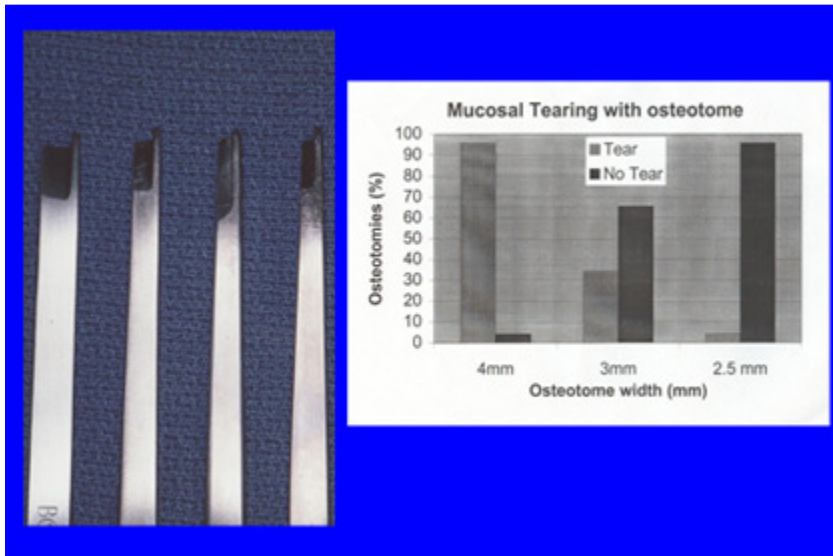 Mucosal Tearing with osteotome
100
90
80
70
60
50
40
30
20
10
0
Osteotomies (%)
Tear
No Tear
4mm
3mm
2.5 mm
Osteotome width (mm)